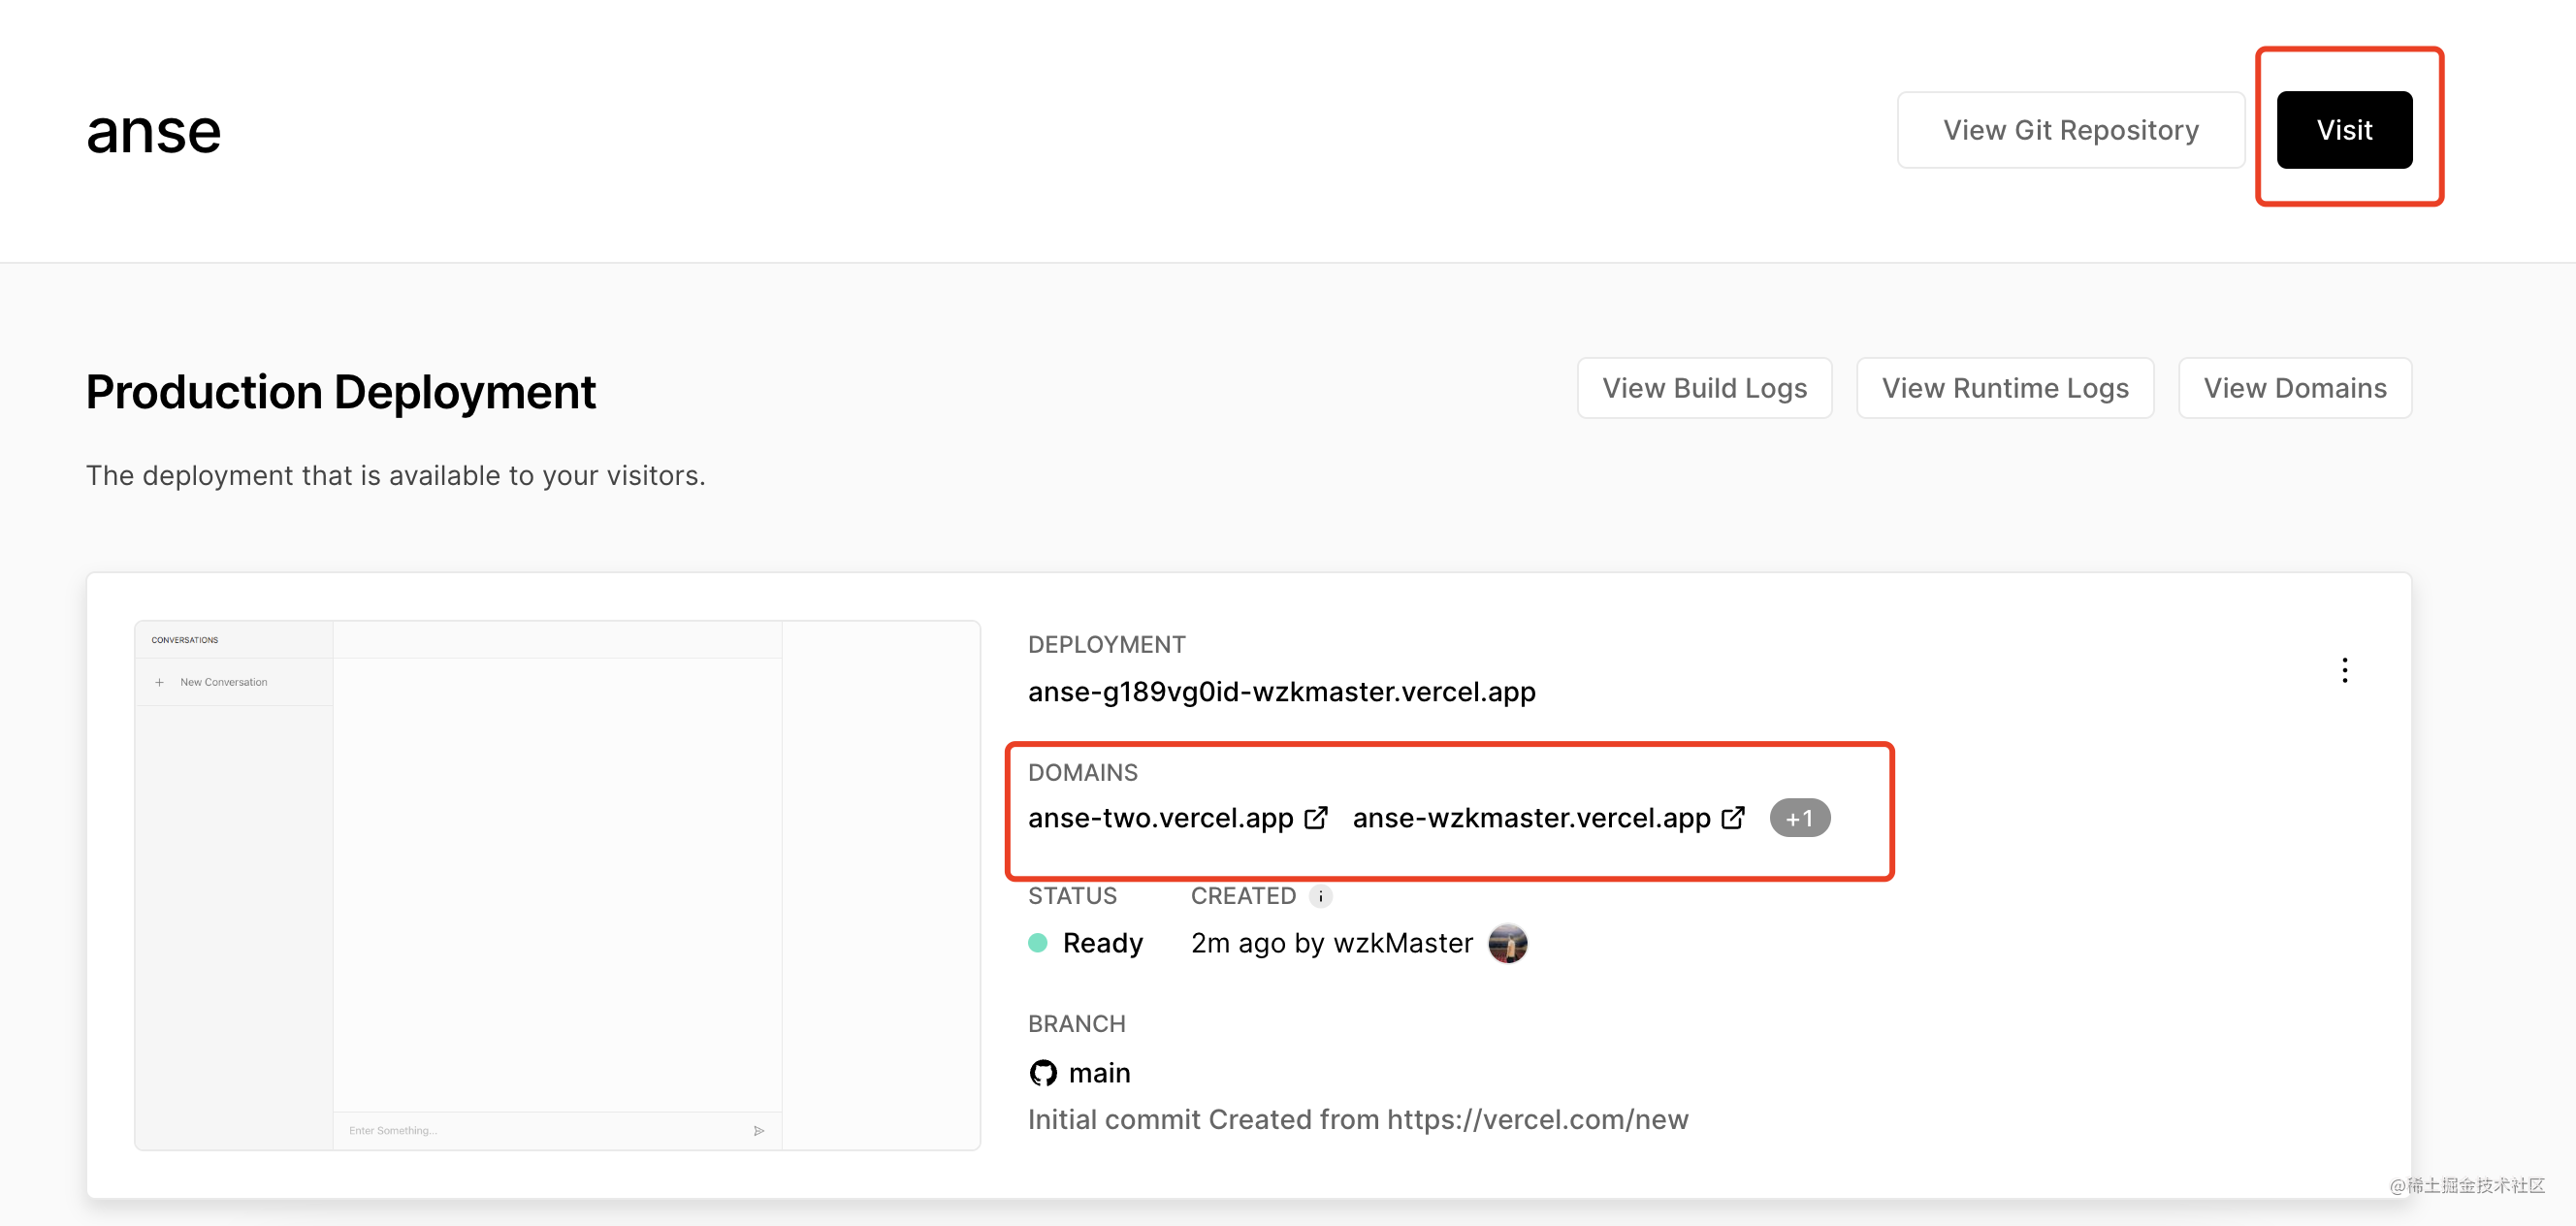 anse
View Git Repository
Visit
Production Deployment
View Build Logs
View Runtime Logs
View Domains
The deployment that is available to your visitors.
CONVERSATIONS
+ New Conversation
Enter Something...
DEPLOYMENT
anse-g189vg0id-wzkmaster.vercel.app
DOMAINS
anse-two.vercel.app anse-wzkmaster.vercel.app +1
STATUS CREATED i
Ready 2m ago by wzkMaster
BRANCH
main
Initial commit Created from https://vercel.com/new
@稀土掘金技术社区